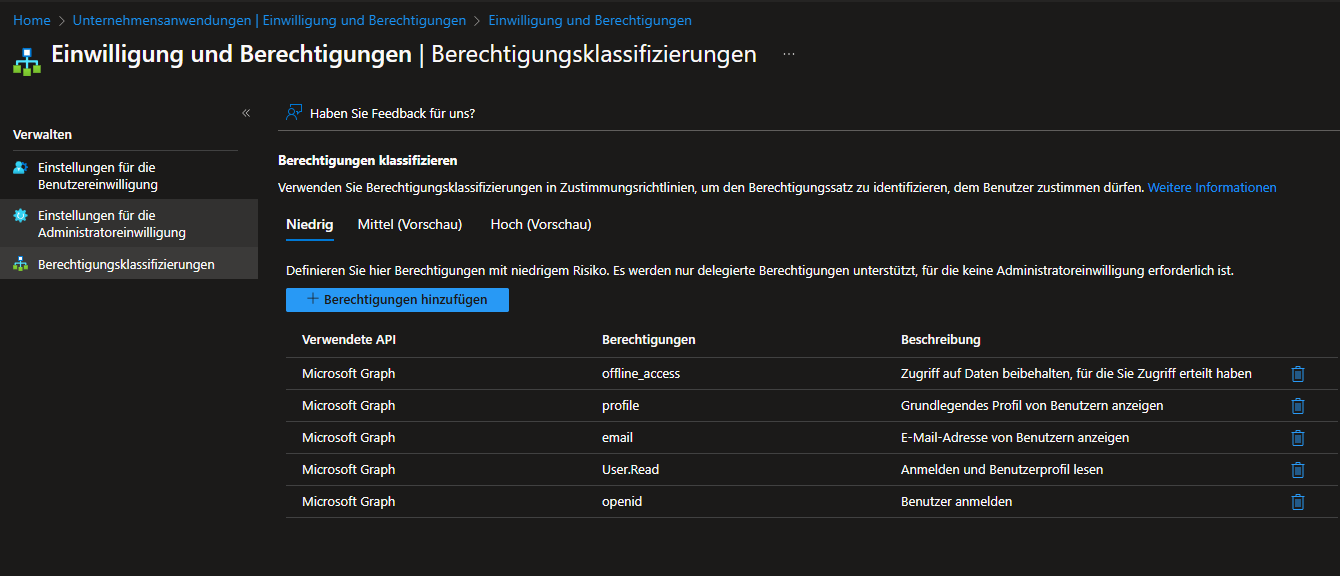 Home > Unternehmensanwendungen | Einwilligung und Berechtigungen > Einwilligung und Berechtigungen
Einwilligung und Berechtigungen | Berechtigungsklassifizierungen ...
«
Verwalten
Einstellungen für die
Benutzereinwilligung
Einstellungen für die
Administratoreinwilligung
Berechtigungsklassifizierungen
Haben Sie Feedback für uns?
Berechtigungen klassifizieren
Verwenden Sie Berechtigungsklassifizierungen in Zustimmungsrichtlinien, um den Berechtigungssatz zu identifizieren, dem Benutzer zustimmen dürfen. Weitere Informationen
Niedrig Mittel (Vorschau) Hoch (Vorschau)
Definieren Sie hier Berechtigungen mit niedrigem Risiko. Es werden nur delegierte Berechtigungen unterstützt, für die keine Administratoreinwilligung erforderlich ist.
+ Berechtigungen hinzufügen
Verwendete API Berechtigungen Beschreibung
Microsoft Graph offline_access Zugriff auf Daten beibehalten, für die Sie Zugriff erteilt haben
Microsoft Graph profile Grundlegendes Profil von Benutzern anzeigen
Microsoft Graph email E-Mail-Adresse von Benutzern anzeigen
Microsoft Graph User.Read Anmelden und Benutzerprofil lesen
Microsoft Graph openid Benutzer anmelden